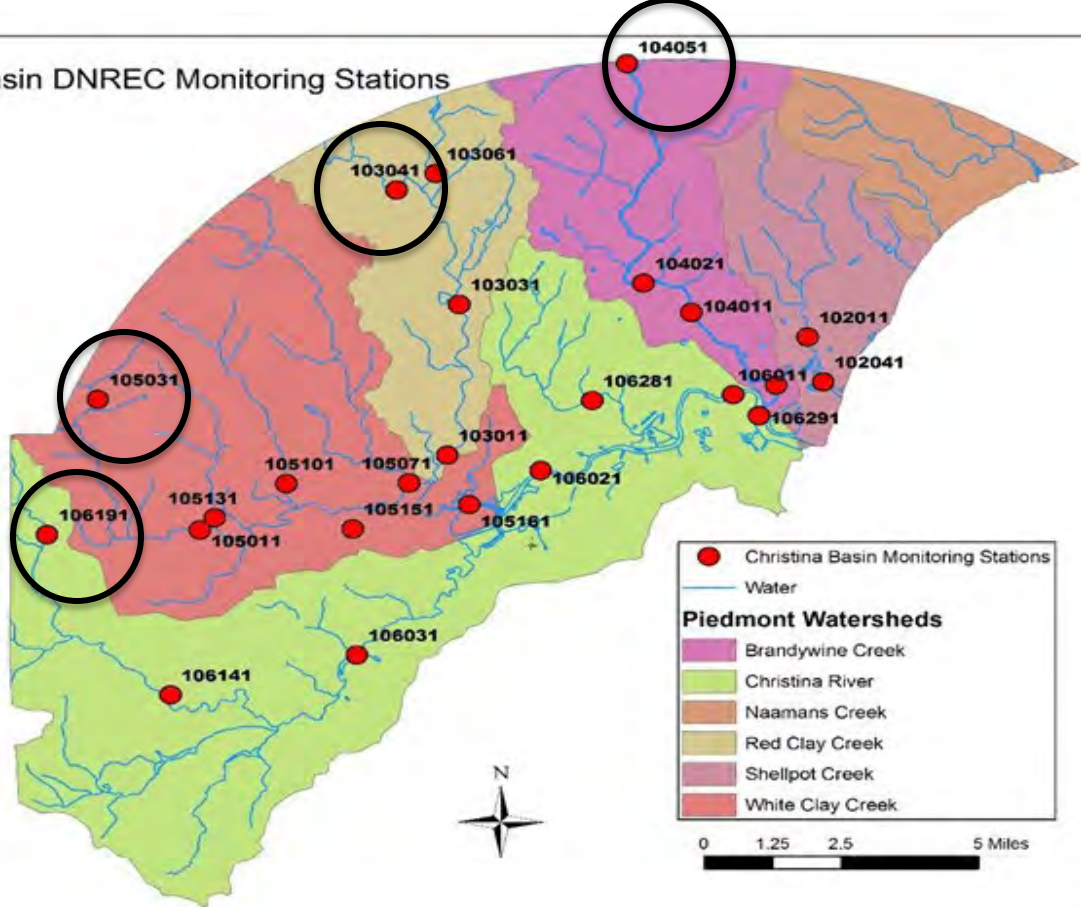 DNREC Monitoring Stations
104051
103061
103041
104021
103031
104011
102011
102041
105031
106281
106011
106291
103011
105101
105071
106021
105131
106191
105151
105161
105011
106031
106141
Christina Basin Monitoring Stations
Water
Piedmont Watersheds
Brandywine Creek
Christina River
Naamans Creek
Red Clay Creek
Shellpot Creek
White Clay Creek
N
0 1.25 2.5 5 Miles